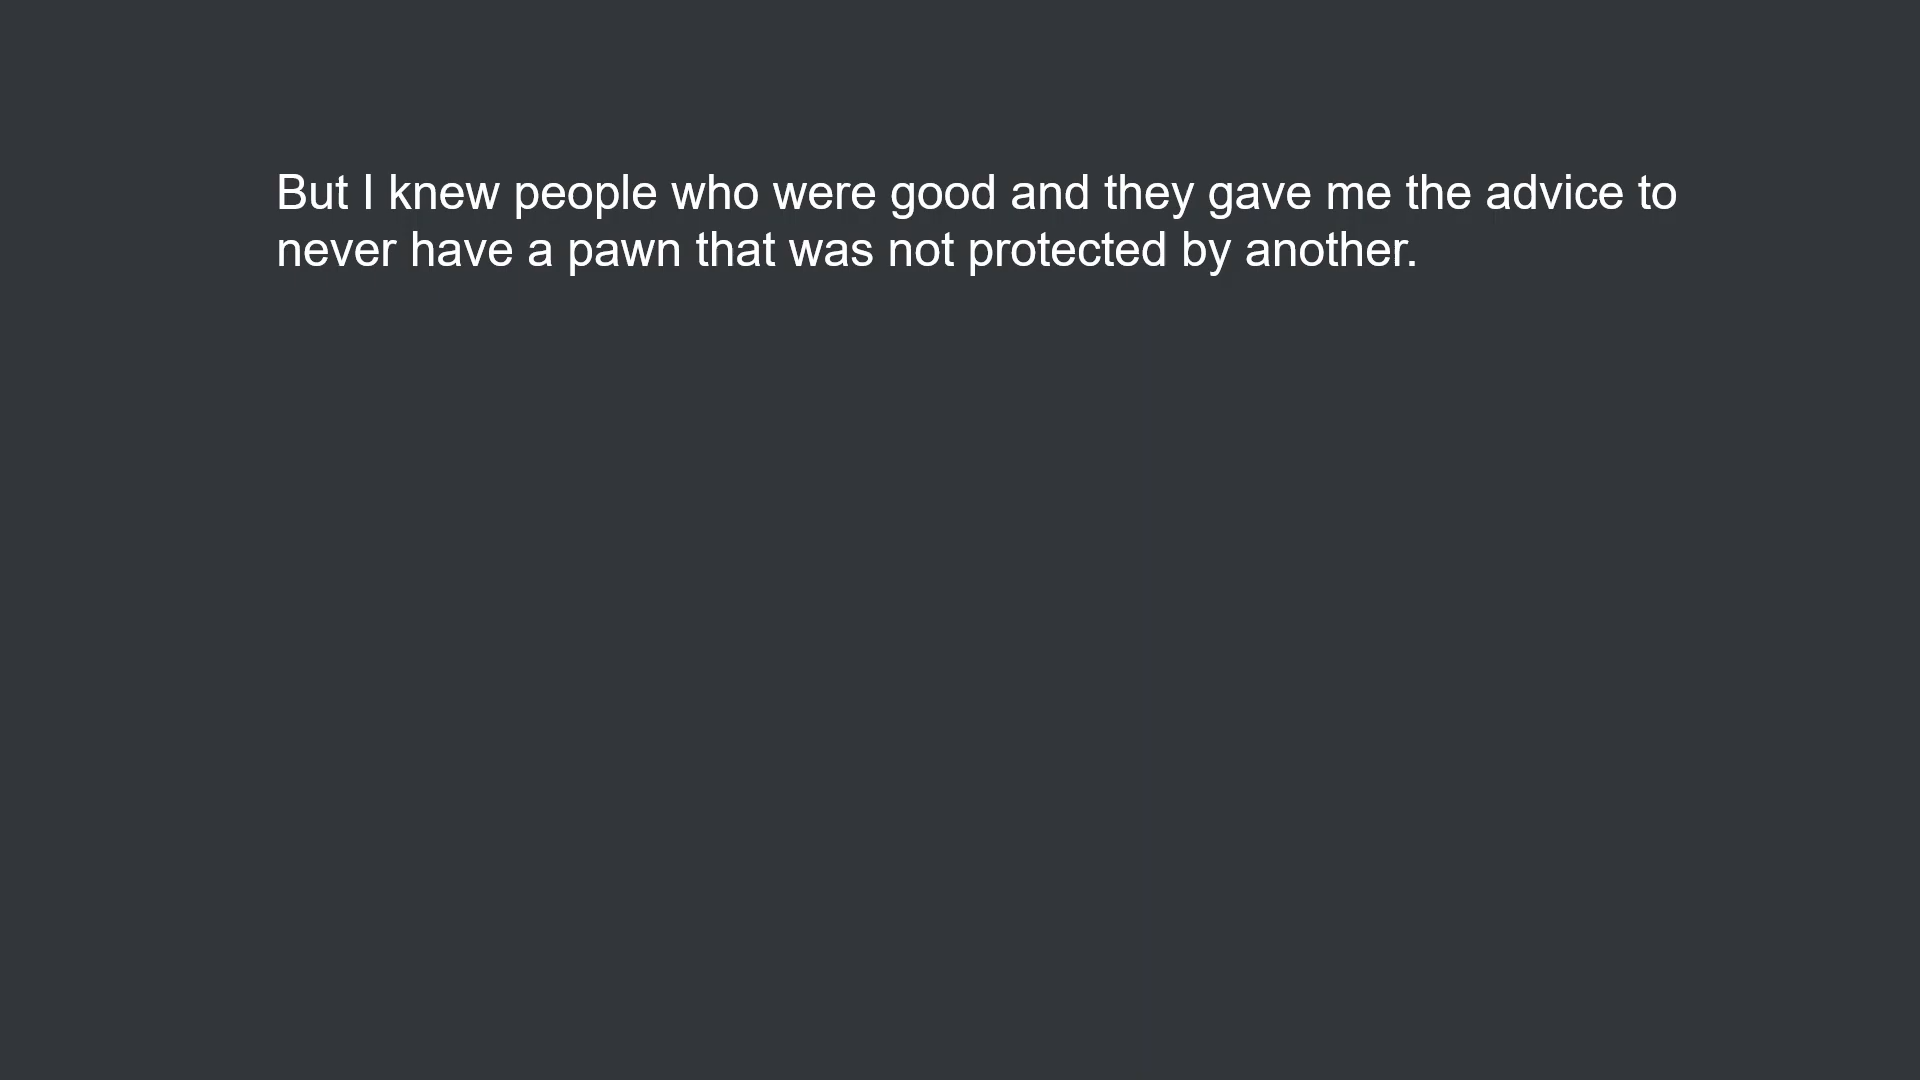 But I knew people who were good and they gave me the advice to
never have a pawn that was not protected by another.